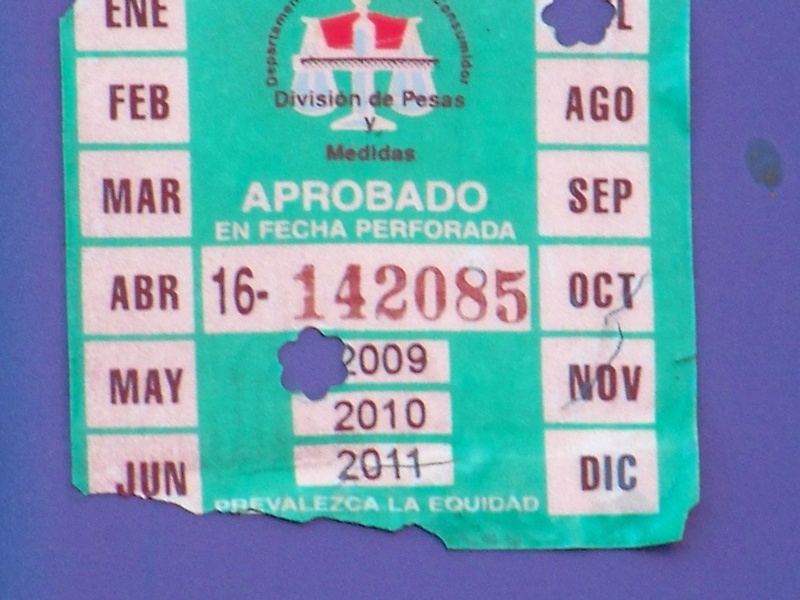 ENE
FEB
MAR
ABR
MAY
JUN
Consumidor
División de Pesas
y
Medidas
APROBADO
EN FECHA PERFORADA
16- 142085
2009
2010
2011
PREVALEZCA LA EQUIDAD
AGO
SEP
OCT
NOV
DIC